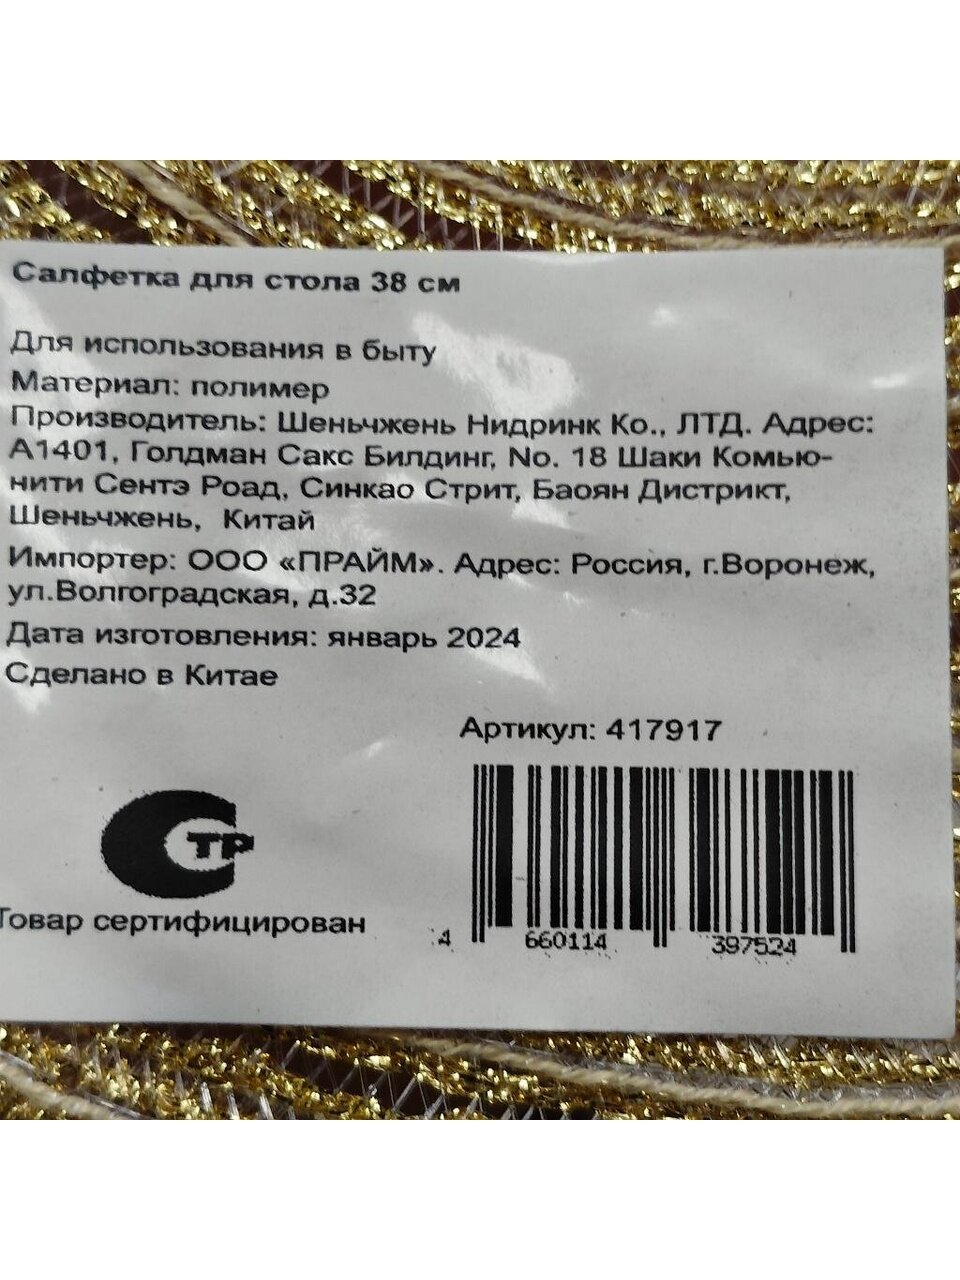 Салфетка для стола 38 см
Для использования в быту
Материал: полимер
Производитель: Шеньчжень Нидринк Ко., ЛТД. Адрес:
А1401, Голдман Сакс Билдинг, No. 18 Шаки Комью-
нити Сентэ Роад, Синкао Стрит, Баоян Дистрикт,
Шеньчжень, Китай
Импортер: ООО «ПРАЙМ». Адрес: Россия, г.Воронеж,
ул.Волгоградская, д.32
Дата изготовления: январь 2024
Сделано в Китае
Артикул: 417917
СТР
Товар сертифицирован
4 660114 397524